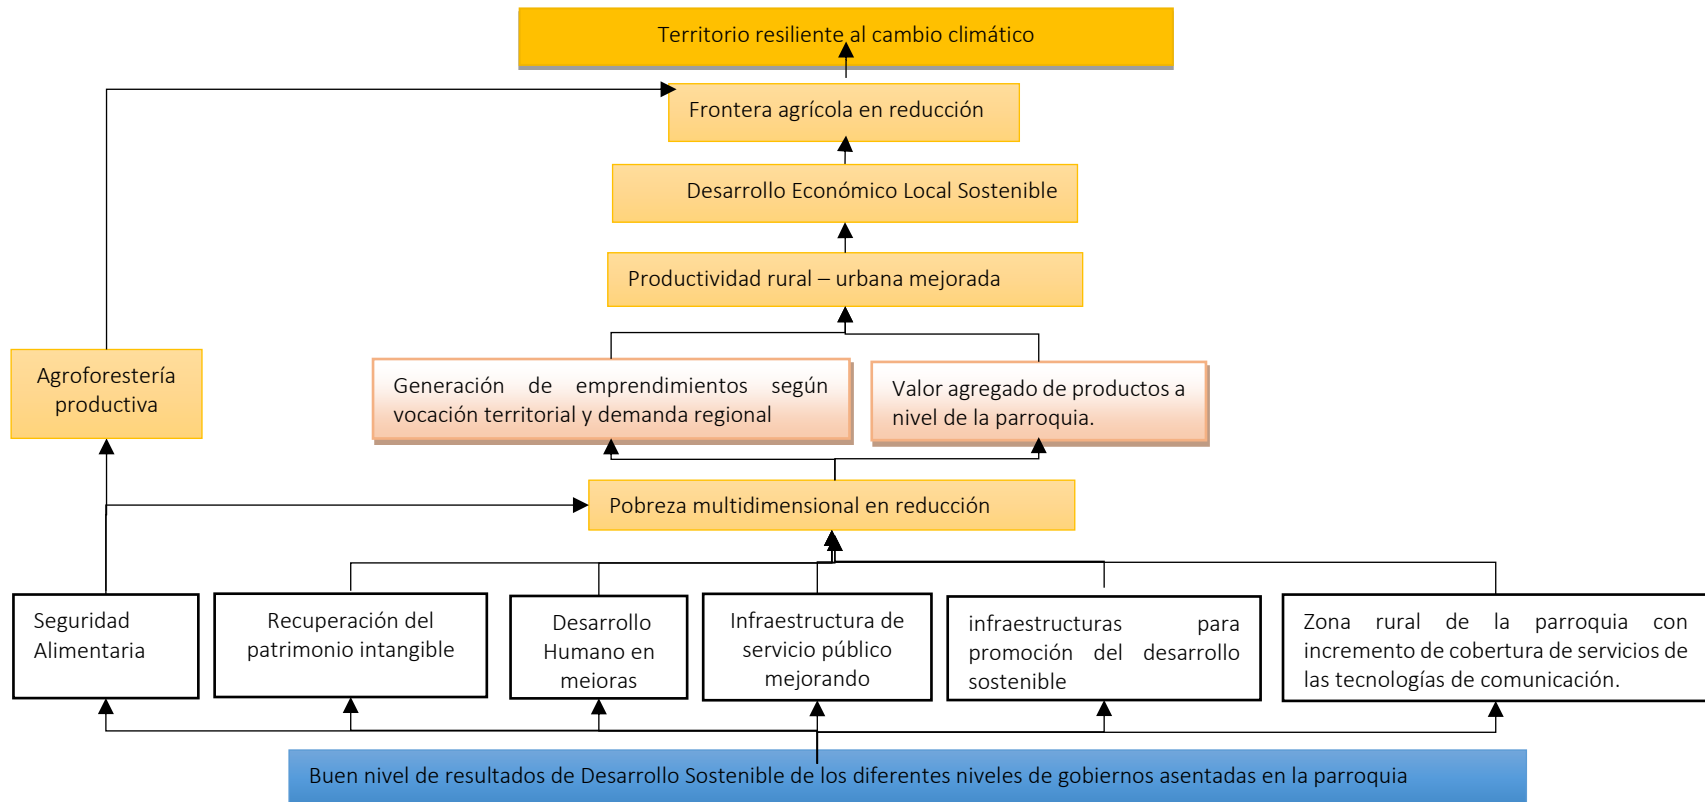 Territorio resiliente al cambio climático
Frontera agrícola en reducción
Desarrollo Económico Local Sostenible
Productividad rural – urbana mejorada
Agroforestería
productiva
Generación de emprendimientos según
vocación territorial y demanda regional
Valor agregado de productos a
nivel de la parroquia.
Pobreza multidimensional en reducción
Seguridad
Alimentaria
Recuperación del
patrimonio intangible
Desarrollo
Humano en
meioras
Infraestructura de
servicio público
mejorando
infraestructuras para
promoción del desarrollo
sostenible
Zona rural de la parroquia con
incremento de cobertura de servicios de
las tecnologías de comunicación.
Buen nivel de resultados de Desarrollo Sostenible de los diferentes niveles de gobiernos asentadas en la parroquia